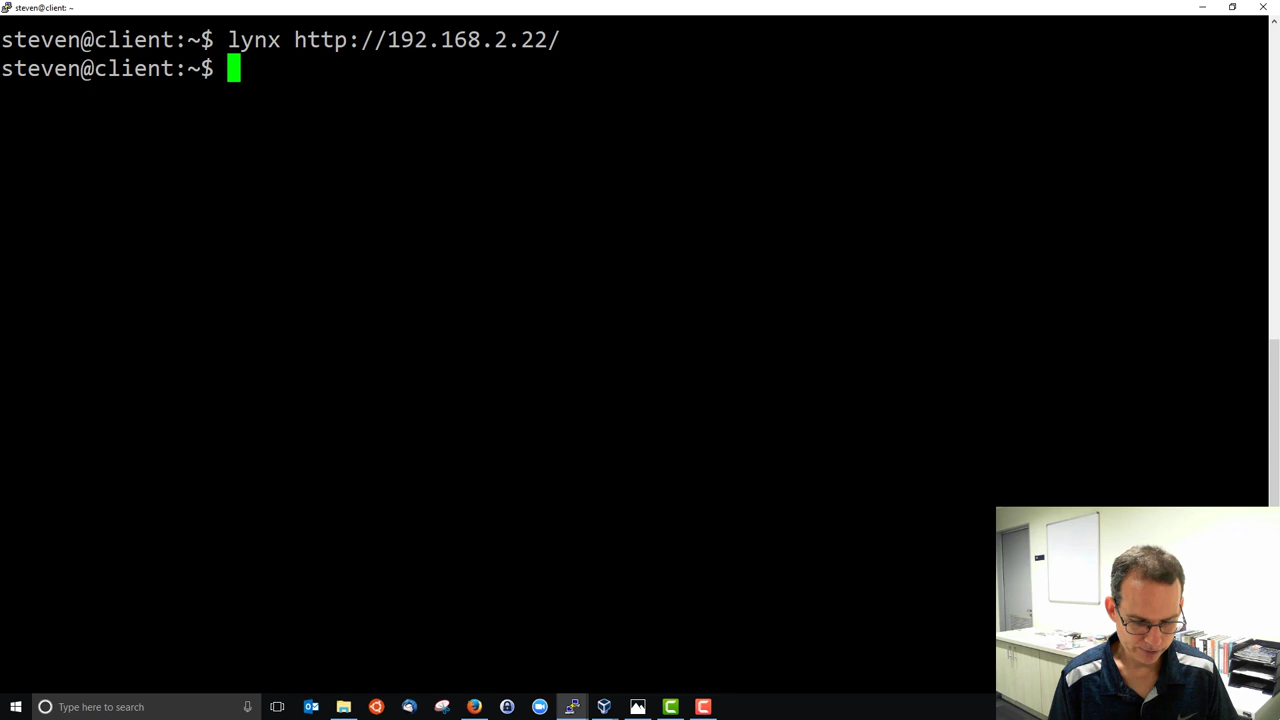 steven@client: ~
steven@client:~$ lynx http://192.168.2.22/
steven@client:~$
Type here to search